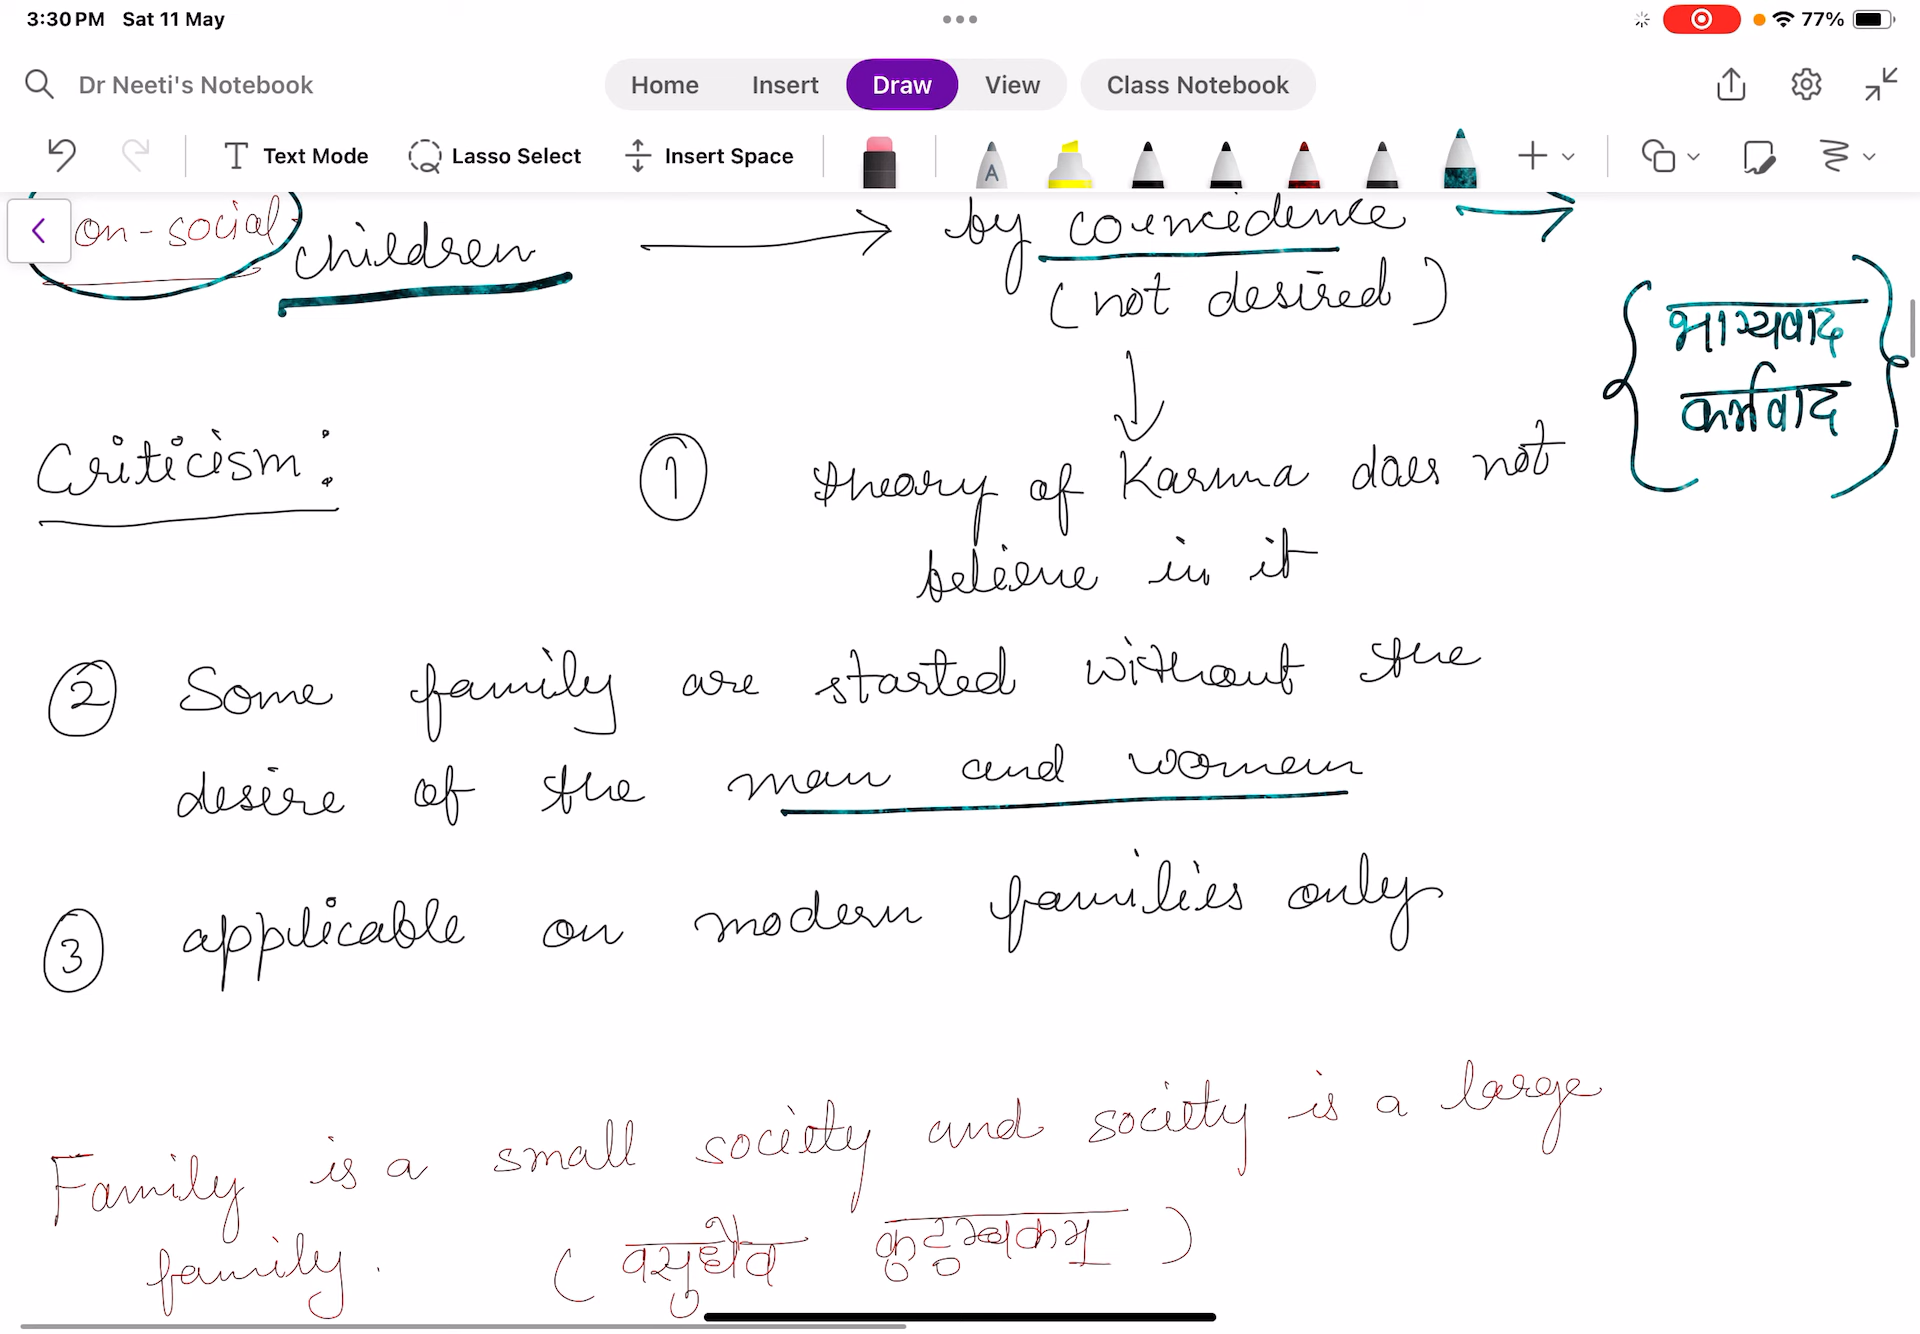 3:30 PM Sat 11 May
77%
Dr Neeti's Notebook
Home Insert Draw View Class Notebook
Text Mode Lasso Select Insert Space
on-social children → by coemcedence
(not desired)
भाग्यवाद
कर्मवाद
Criticism:
① theory of Karma does not
believe in it
② Some family are started without the
desire of the man and women
③ applicable on modern families only
Family is a small society and society is a large
family. (वसुधैव कुटुम्बकम)